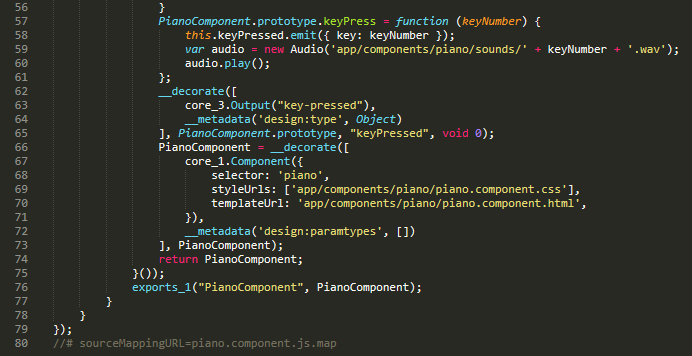 56 }
57 PianoComponent.prototype.keyPress = function (keyNumber) {
58 this.keyPressed.emit({ key: keyNumber });
59 var audio = new Audio('app/components/piano/sounds/' + keyNumber + '.wav');
60 audio.play();
61 };
62 __decorate([
63 core_3.Output("key-pressed"),
64 __metadata('design:type', Object)
65 ], PianoComponent.prototype, "keyPressed", void 0);
66 PianoComponent = __decorate([
67 core_1.Component({
68 selector: 'piano',
69 styleUrls: ['app/components/piano/piano.component.css'],
70 templateUrl: 'app/components/piano/piano.component.html',
71 }),
72 __metadata('design:paramtypes', [])
73 ], PianoComponent);
74 return PianoComponent;
75 }());
76 exports_1("PianoComponent", PianoComponent);
77 }
78 }
79 });
80 //# sourceMappingURL=piano.component.js.map